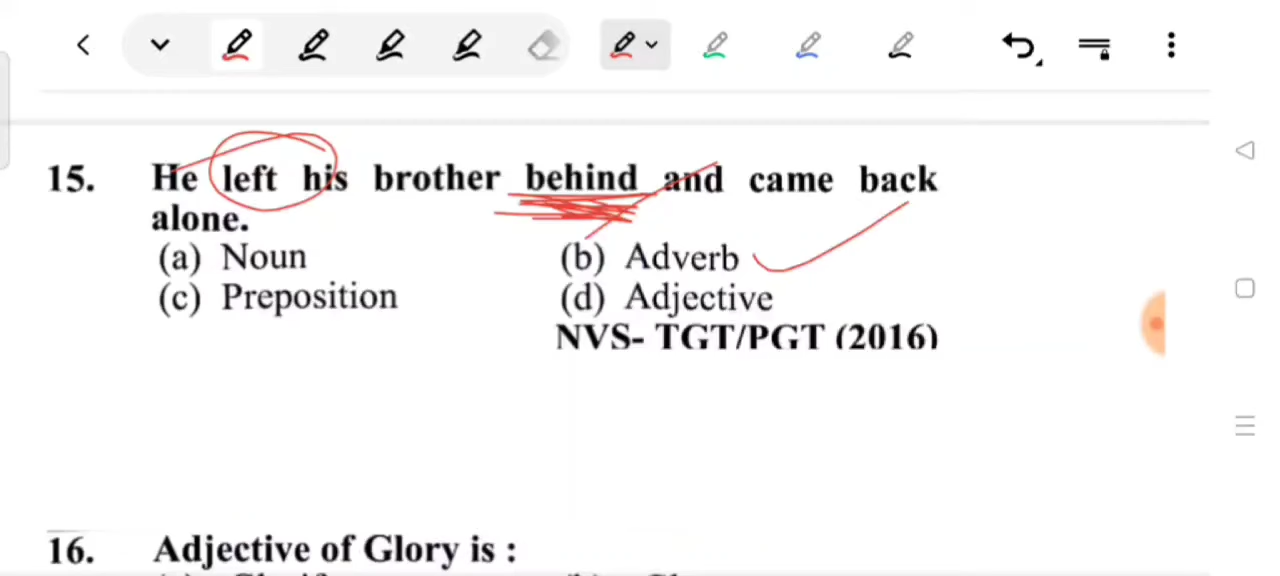 15. He left his brother behind and came back
alone.
(a) Noun (b) Adverb
(c) Preposition (d) Adjective
NVS- TGT/PGT (2016)
16. Adjective of Glory is :